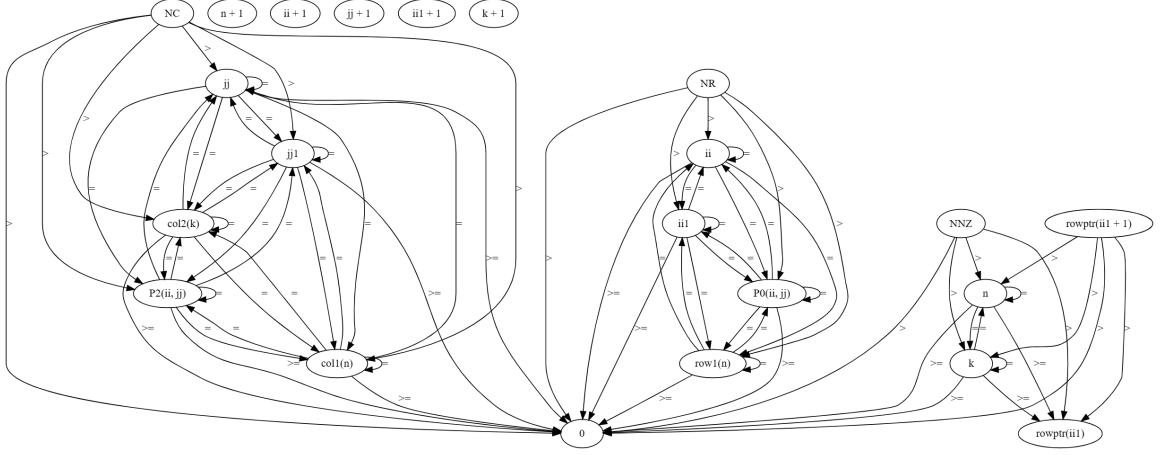 NC
n + 1
ii + 1
jj + 1
ii1 + 1
k + 1
>
jj
=
>
NR
>
= =
>
jj1
=
>
ii
=
>
= =
=
= =
= =
>
>
col2(k)
=
=
=
>=
>
ii1
=
>
NNZ
rowptr(ii1 + 1)
= =
= =
=
=
= =
=
>
> >
P2(ii, jj)
=
= =
>=
>=
P0(ii, jj)
=
n
=
> >
>=
= =
>=
= =
>
= =
> >
>=
col1(n)
=
>=
row1(n)
=
>=
k
=
>=
>=
>=
>=
>=
0
rowptr(ii1)